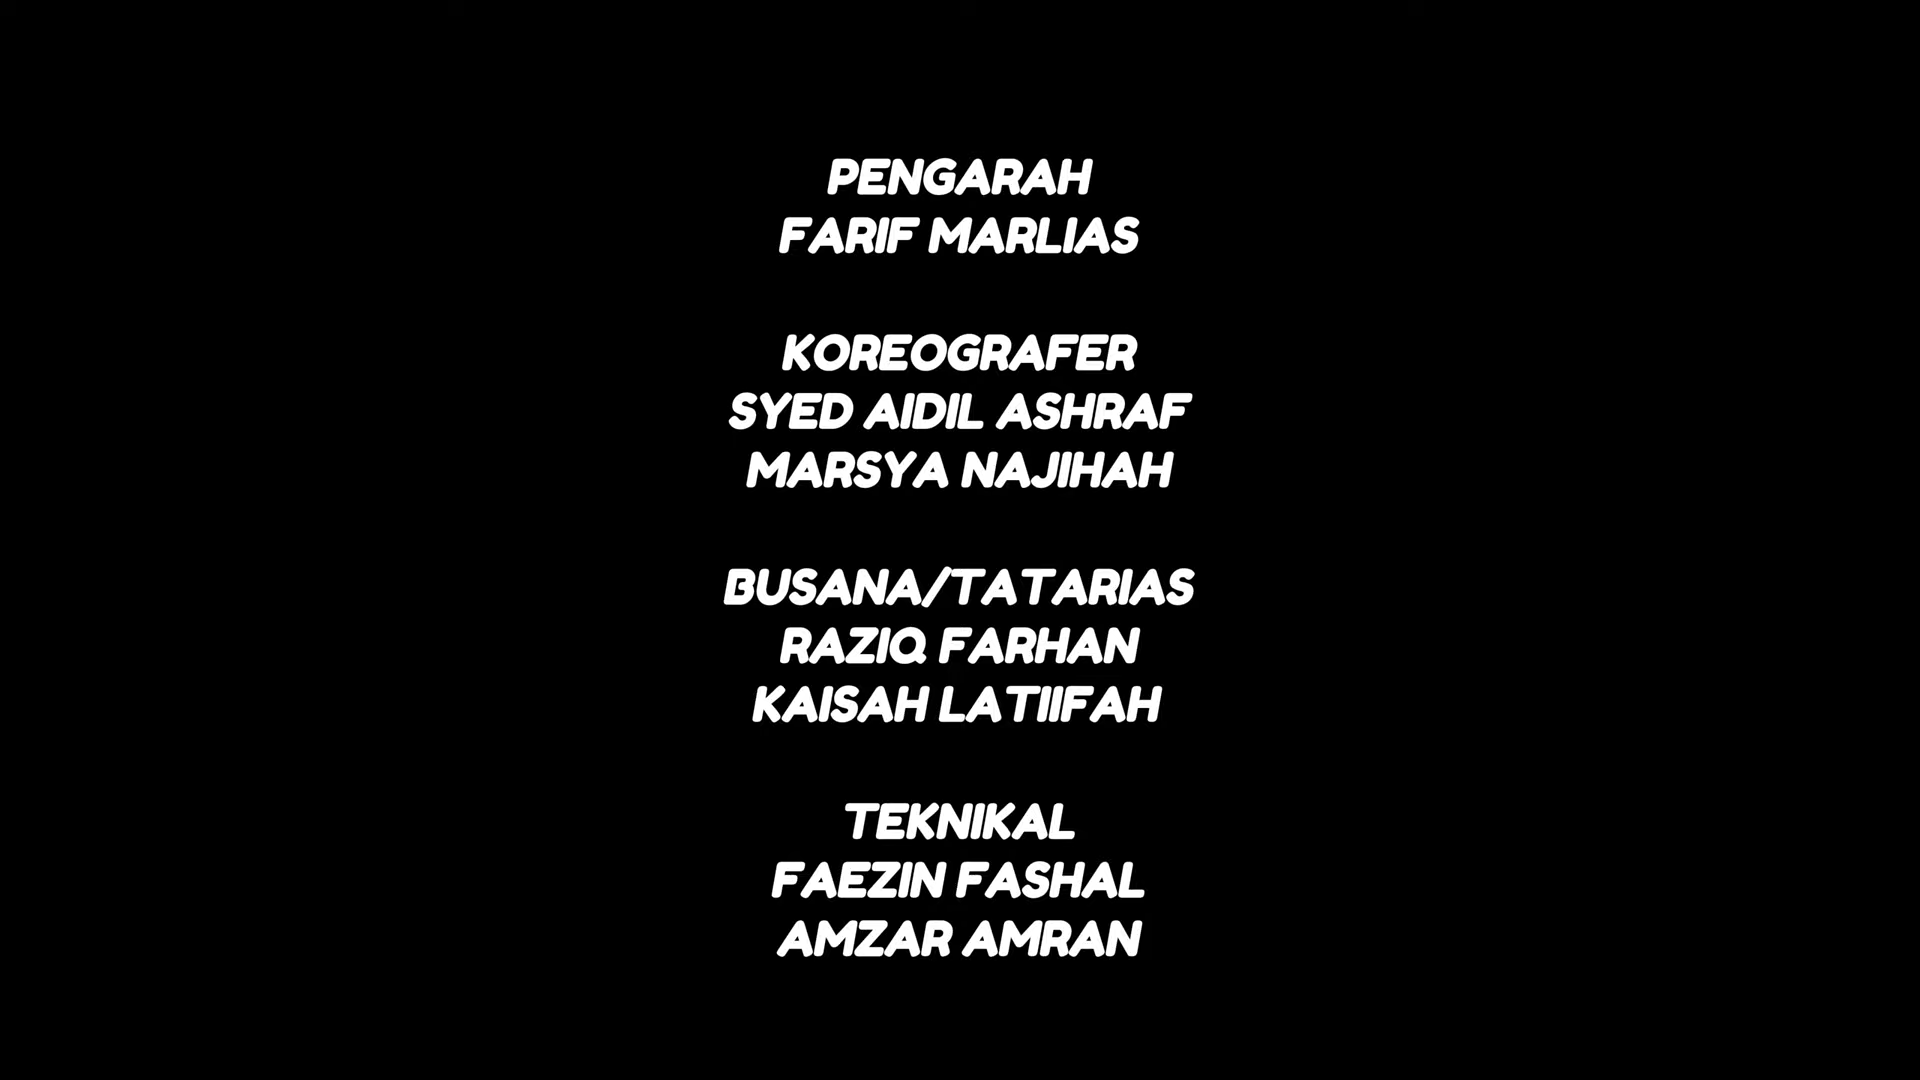 PENGARAH
FARIF MARLIAS
KOREOGRAFER
SYED AIDIL ASHRAF
MARSYA NAJIHAH
BUSANA/TATARIAS
RAZIQ FARHAN
KAISAH LATIIFAH
TEKNIKAL
FAEZIN FASHAL
AMZAR AMRAN